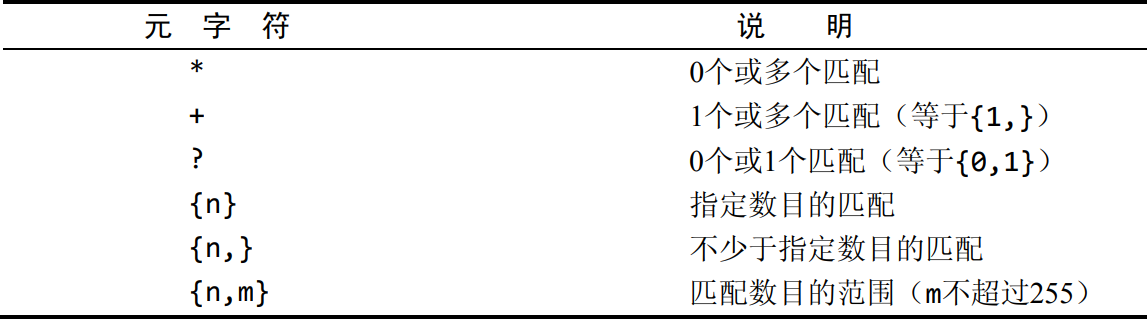 元 字 符 说 明
* 0个或多个匹配
+ 1个或多个匹配（等于{1,}）
? 0个或1个匹配（等于{0,1}）
{n} 指定数目的匹配
{n,} 不少于指定数目的匹配
{n,m} 匹配数目的范围（m不超过255）